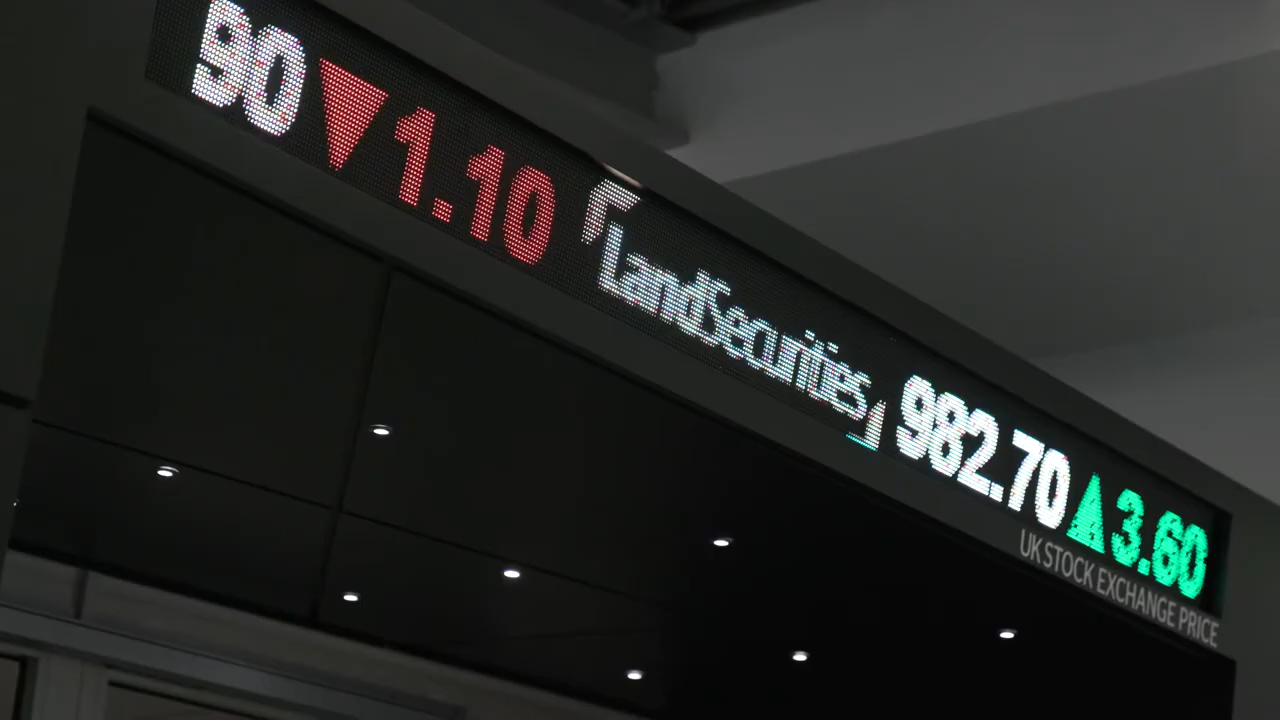 90▼1.10 LandSecurities 982.70▲3.60
UK STOCK EXCHANGE PRICE